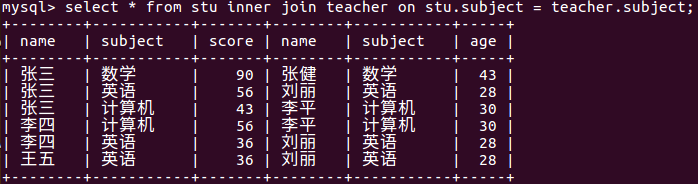 mysql> select * from stu inner join teacher on stu.subject = teacher.subject;
+--------+-----------+-------+--------+-----------+-----+
| name | subject | score | name | subject | age |
+--------+-----------+-------+--------+-----------+-----+
| 张三 | 数学 | 90 | 张健 | 数学 | 43 |
| 张三 | 英语 | 56 | 刘丽 | 英语 | 28 |
| 张三 | 计算机 | 43 | 李平 | 计算机 | 30 |
| 李四 | 计算机 | 56 | 李平 | 计算机 | 30 |
| 李四 | 英语 | 36 | 刘丽 | 英语 | 28 |
| 王五 | 英语 | 36 | 刘丽 | 英语 | 28 |
+--------+-----------+-------+--------+-----------+-----+